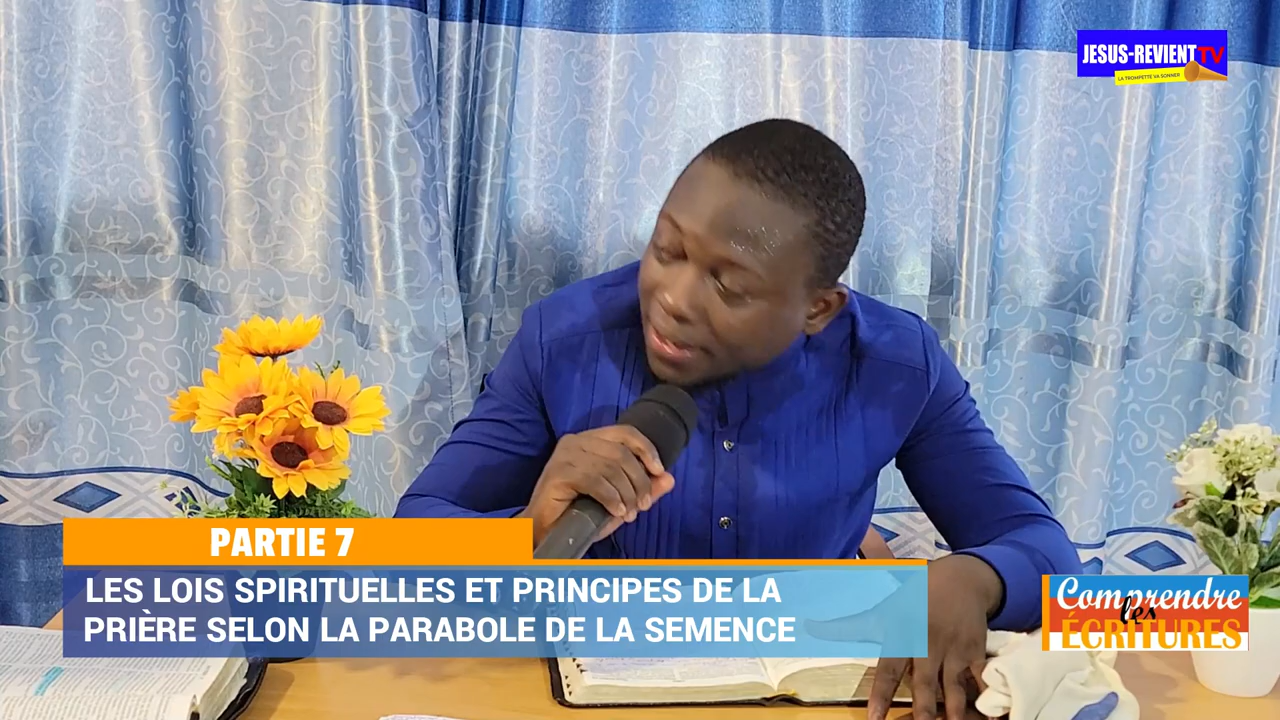 JESUS-REVIENT TV
LA TROMPETTE VA SONNER
PARTIE 7
LES LOIS SPIRITUELLES ET PRINCIPES DE LA
PRIÈRE SELON LA PARABOLE DE LA SEMENCE
Comprendre
les
ÉCRITURES